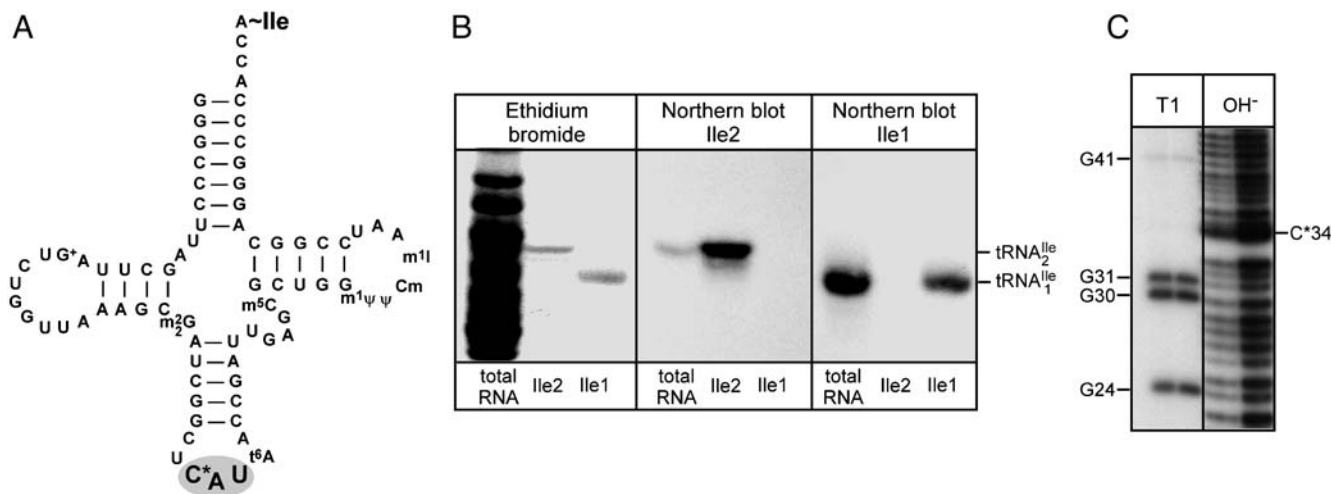 A
A~Ile
C
C
A
G — C
G — C
G — C
C — G
C — G
C — G
U — A
U
A
G
C U U A
C G G C C U A A
m¹I
Cm
m¹ψ ψ
G C U G G
m⁵C
G A G U U
C U G⁺ A U U C G
U G G U U U A A A G C
m²₂G
A U
U A
C G
G C
G C
C A
U t⁶A
C* A U
B
Ethidium bromide
Northern blot Ile2
Northern blot Ile1
tRNA₂ᴵˡᵉ
tRNA₁ᴵˡᵉ
total RNA Ile2 Ile1
total RNA Ile2 Ile1
total RNA Ile2 Ile1
C
T1 OH⁻
G41
C*34
G31
G30
G24